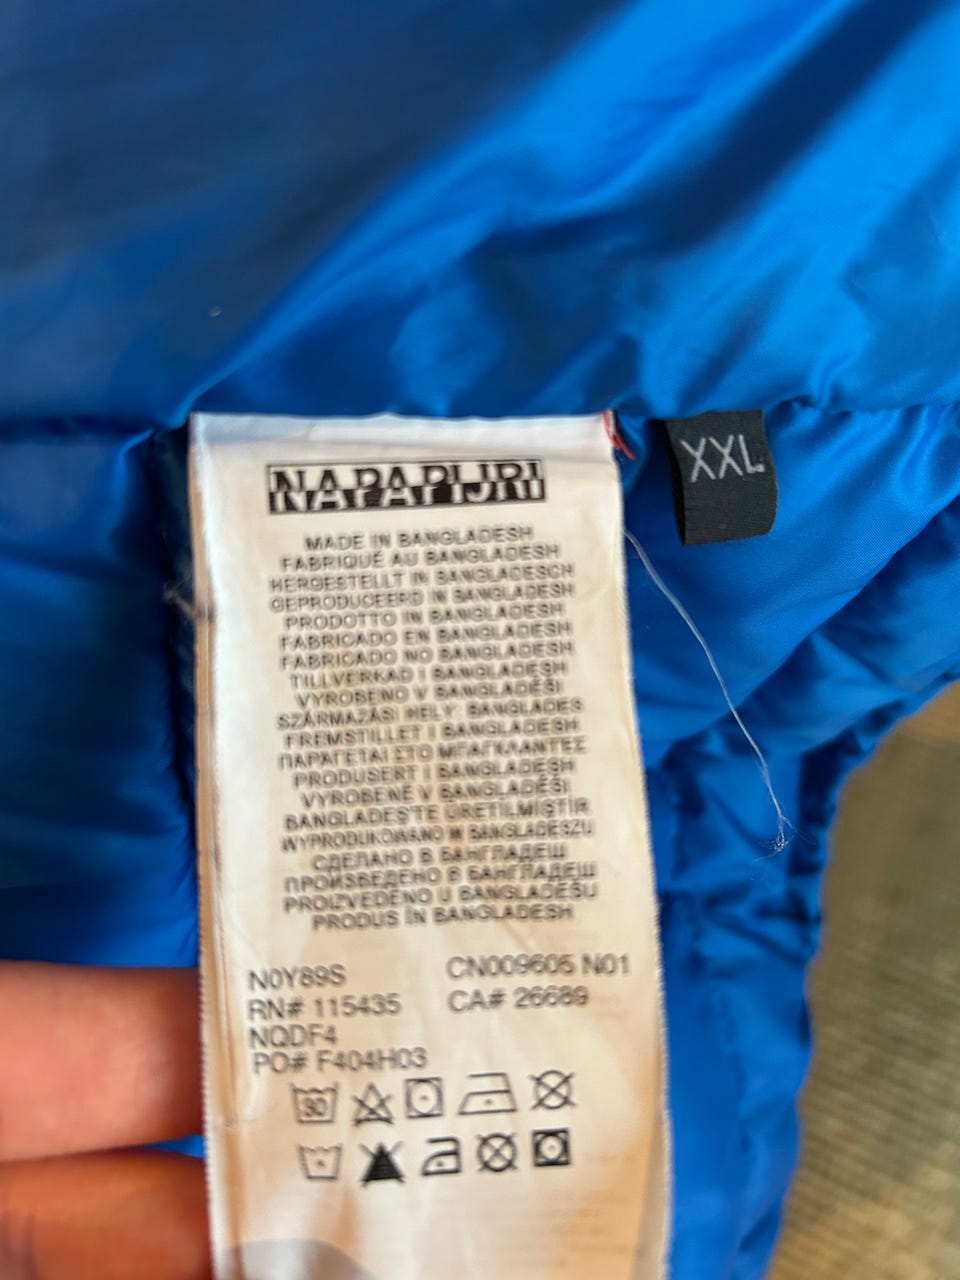 NAPAPIJRI
XXL
MADE IN BANGLADESH
FABRIQUÉ AU BANGLADESH
HERGESTELLT IN BANGLADESCH
GEPRODUCEERD IN BANGLADESH
PRODOTTO IN BANGLADESH
FABRICADO EN BANGLADESH
FABRICADO NO BANGLADESH
TILLVERKAD I BANGLADESH
VYROBENO V BANGLADÉŠI
SZÁRMAZÁSI HELY: BANGLADES
FREMSTILLET I BANGLADESH
ΠΑΡΑΓΕΤΑΙ ΣΤΟ ΜΠΑΓΚΛΑΝΤΕΣ
PRODUSERT I BANGLADESH
VYROBENÉ V BANGLADÉŠI
BANGLADEŞ'TE ÜRETİLMİŞTİR
WYPRODUKOWANO W BANGLADESZU
СДЕЛАНО В БАНГЛАДЕШ
ПРОИЗВЕДЕНО В БАНГЛАДЕШ
PROIZVEDENO U BANGLADEŠU
PRODUS ÎN BANGLADESH
N0Y89S CN009605 N01
RN# 115435 CA# 26689
NQDF4
PO# F404H03
30